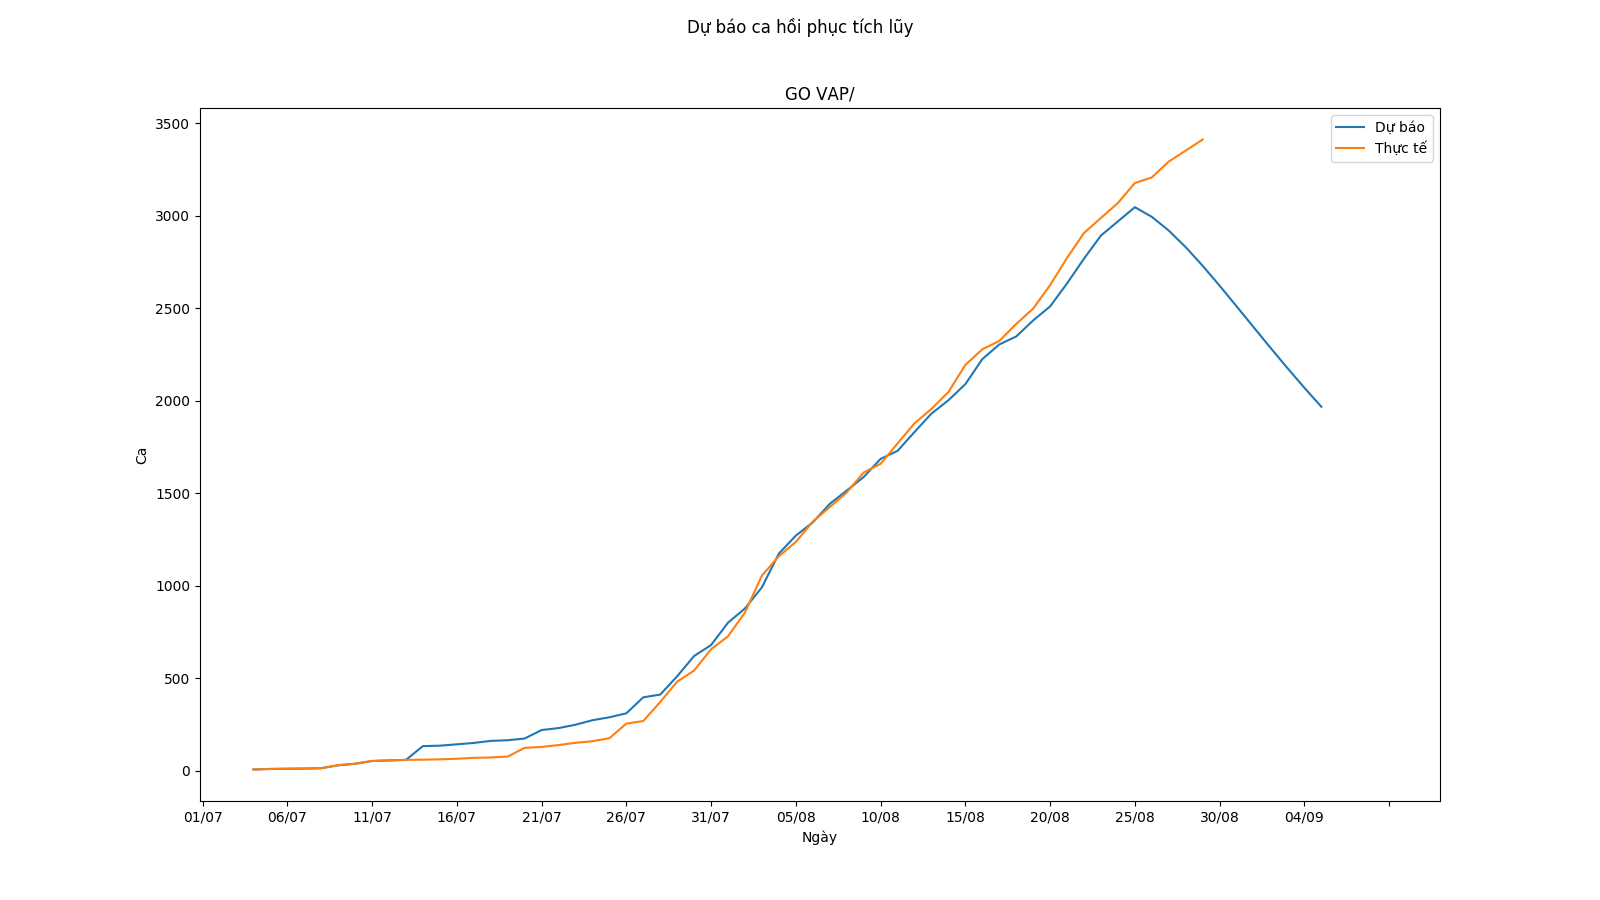 Dự báo ca hồi phục tích lũy
GO VAP/
Dự báo
Thực tế
3500
3000
2500
2000
1500
1000
500
0
Ca
01/07 06/07 11/07 16/07 21/07 26/07 31/07 05/08 10/08 15/08 20/08 25/08 30/08 04/09
Ngày